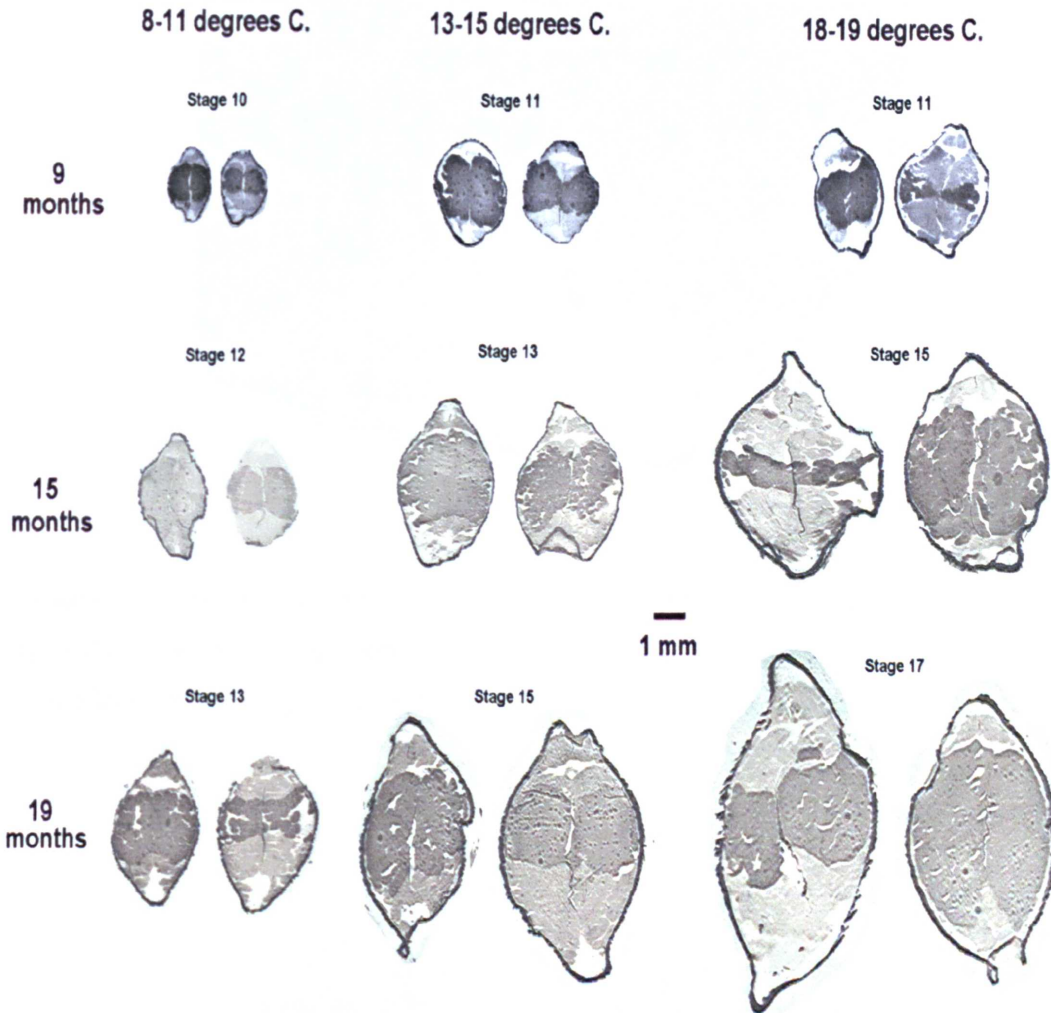 8-11 degrees C.
13-15 degrees C.
18-19 degrees C.
Stage 10
Stage 11
Stage 11
9
months
Stage 12
Stage 13
Stage 15
15
months
1 mm
Stage 13
Stage 15
Stage 17
19
months